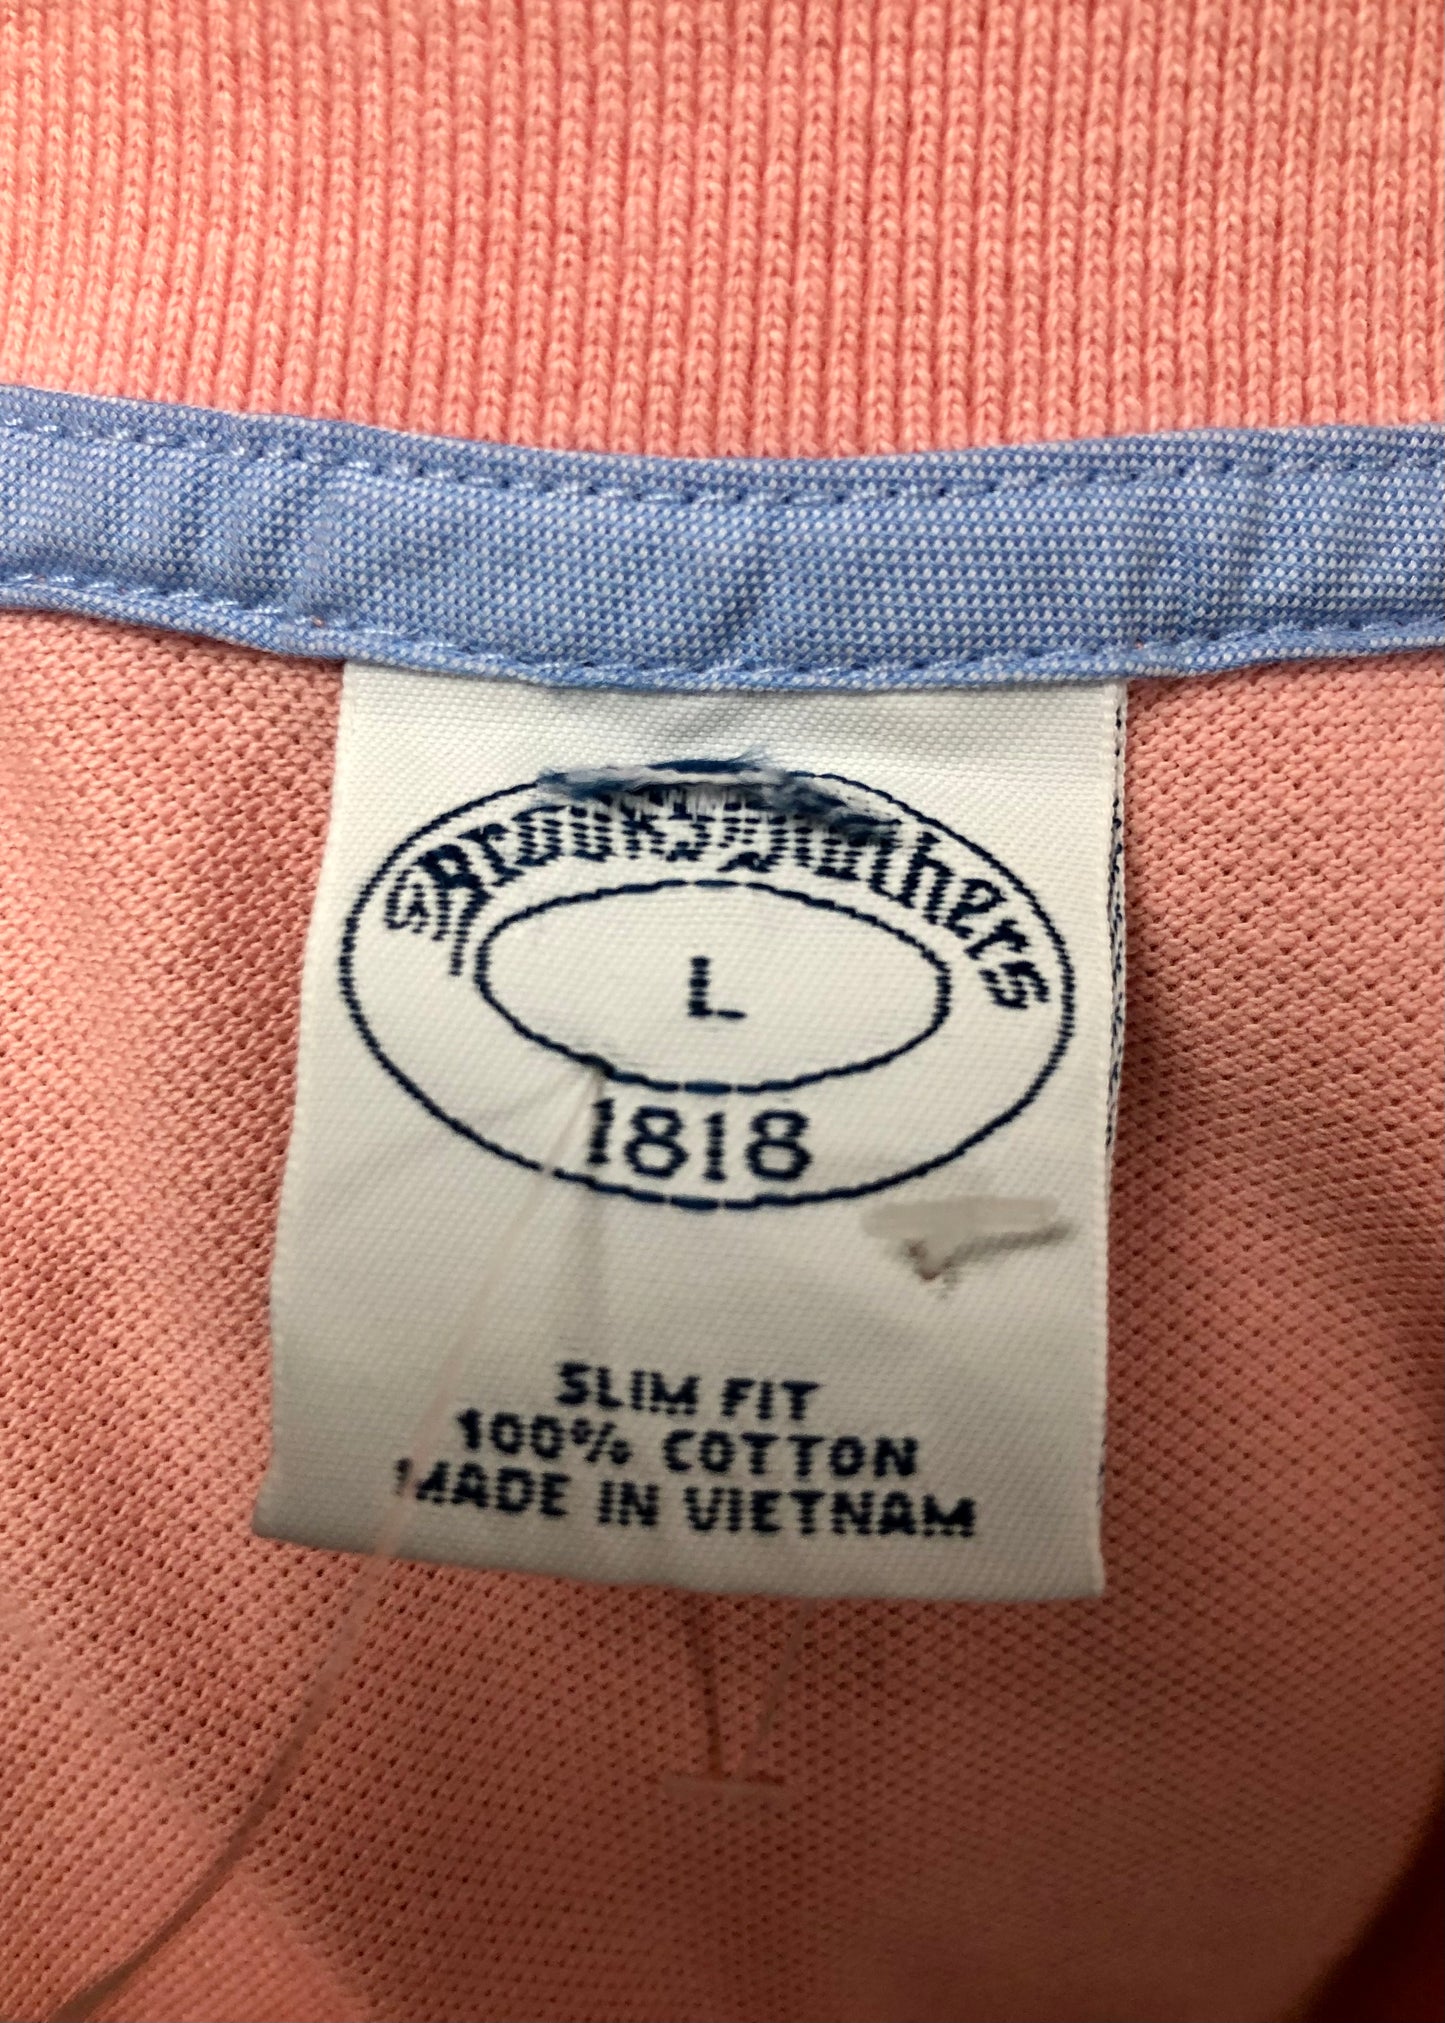 Brooks Brothers
L
1818
SLIM FIT
100% COTTON
MADE IN VIETNAM